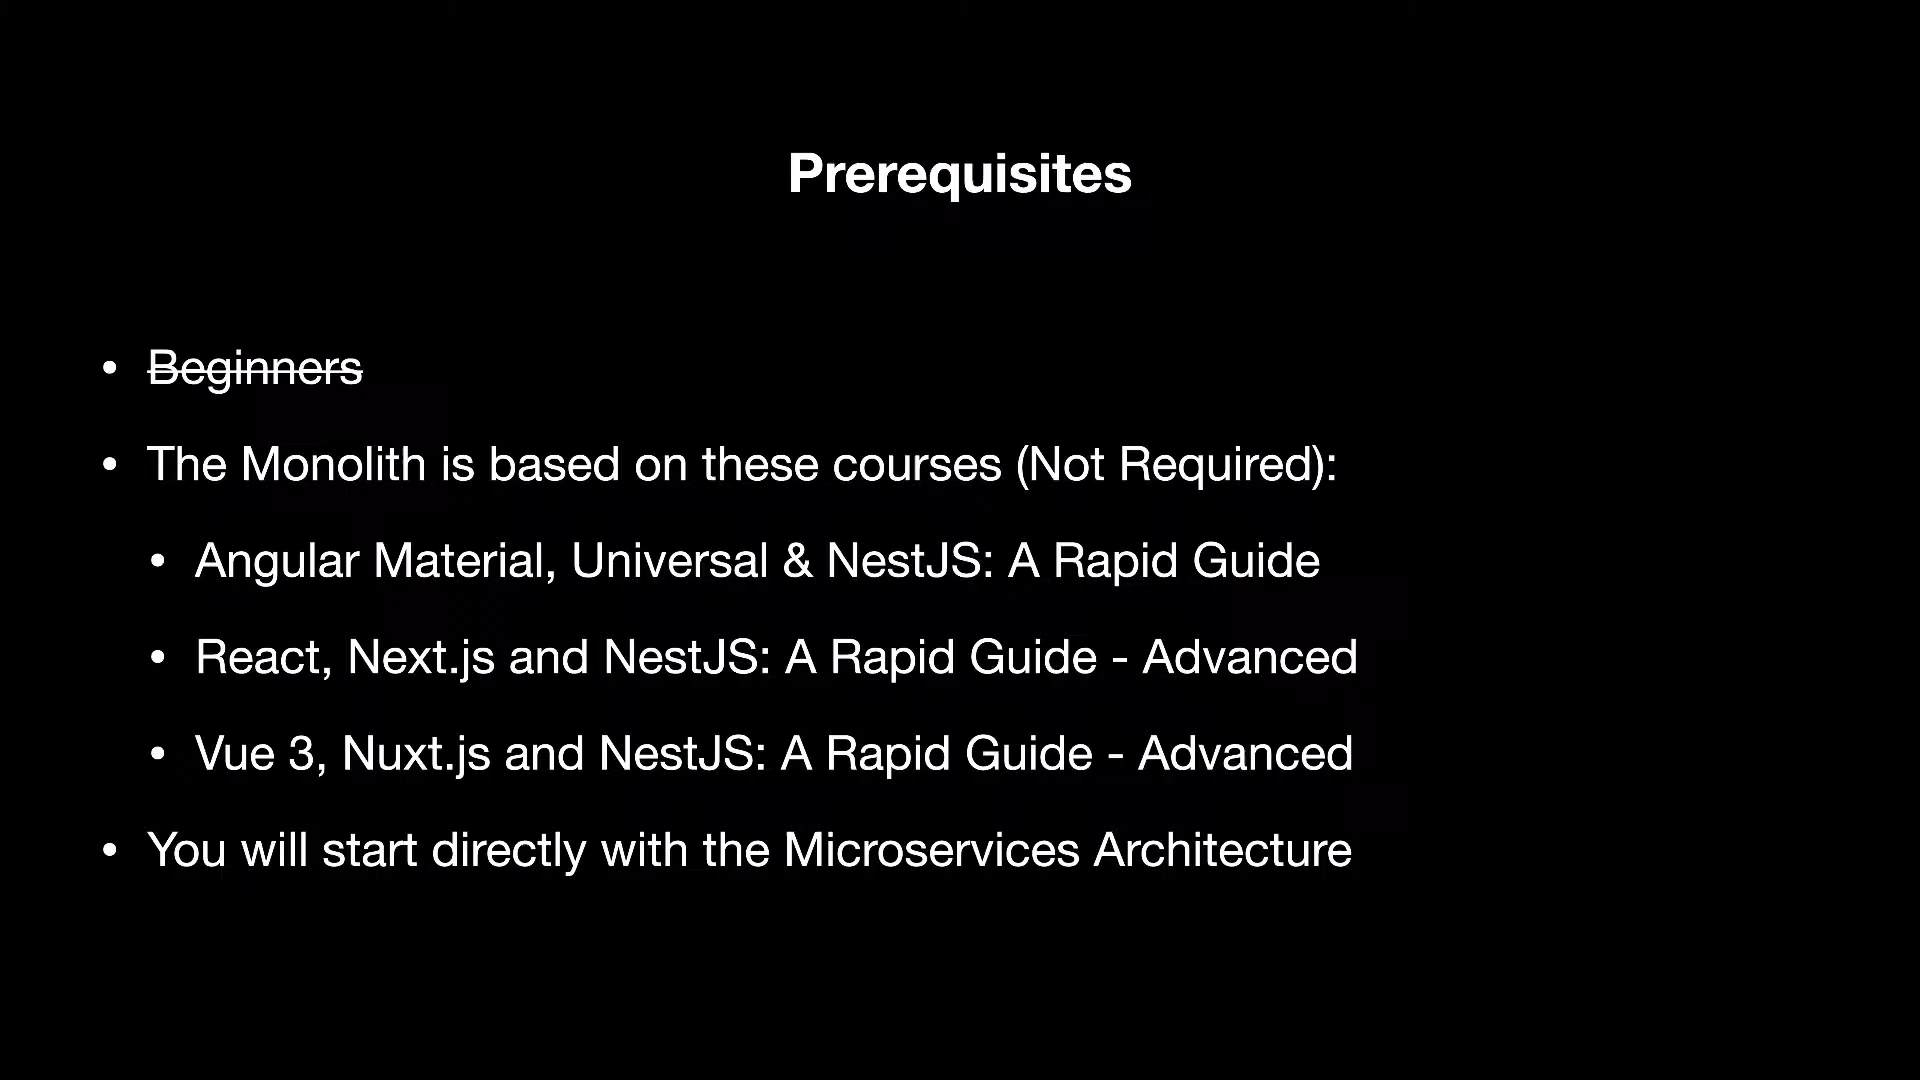 Prerequisites
• Beginners
• The Monolith is based on these courses (Not Required):
• Angular Material, Universal & NestJS: A Rapid Guide
• React, Next.js and NestJS: A Rapid Guide - Advanced
• Vue 3, Nuxt.js and NestJS: A Rapid Guide - Advanced
• You will start directly with the Microservices Architecture